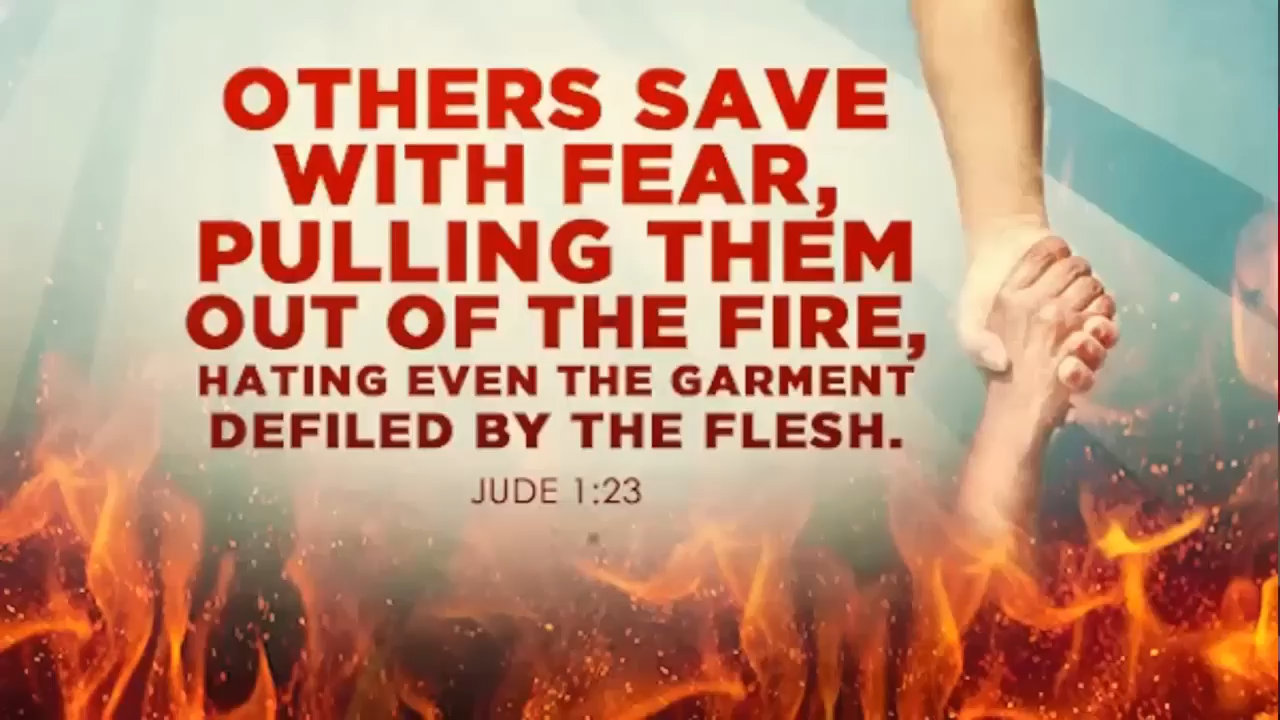 OTHERS SAVE
WITH FEAR,
PULLING THEM
OUT OF THE FIRE,
HATING EVEN THE GARMENT
DEFILED BY THE FLESH.
JUDE 1:23